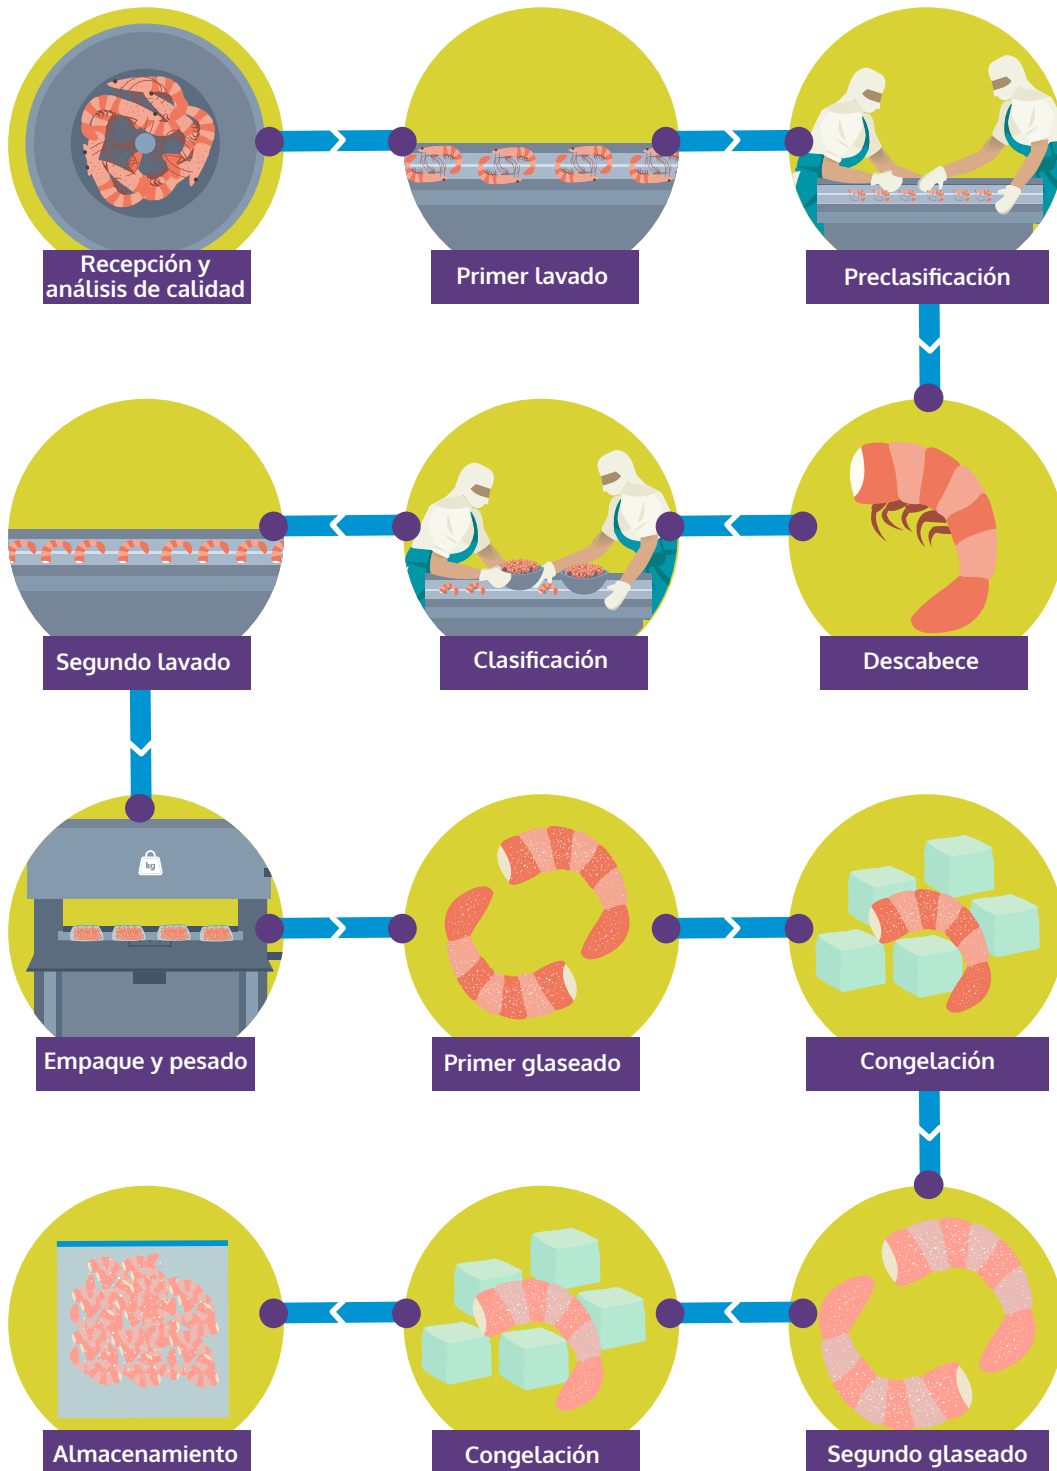 Recepción y
análisis de calidad
Primer lavado
Preclasificación
Descabece
Clasificación
Segundo lavado
kg
Empaque y pesado
Primer glaseado
Congelación
Segundo glaseado
Congelación
Almacenamiento